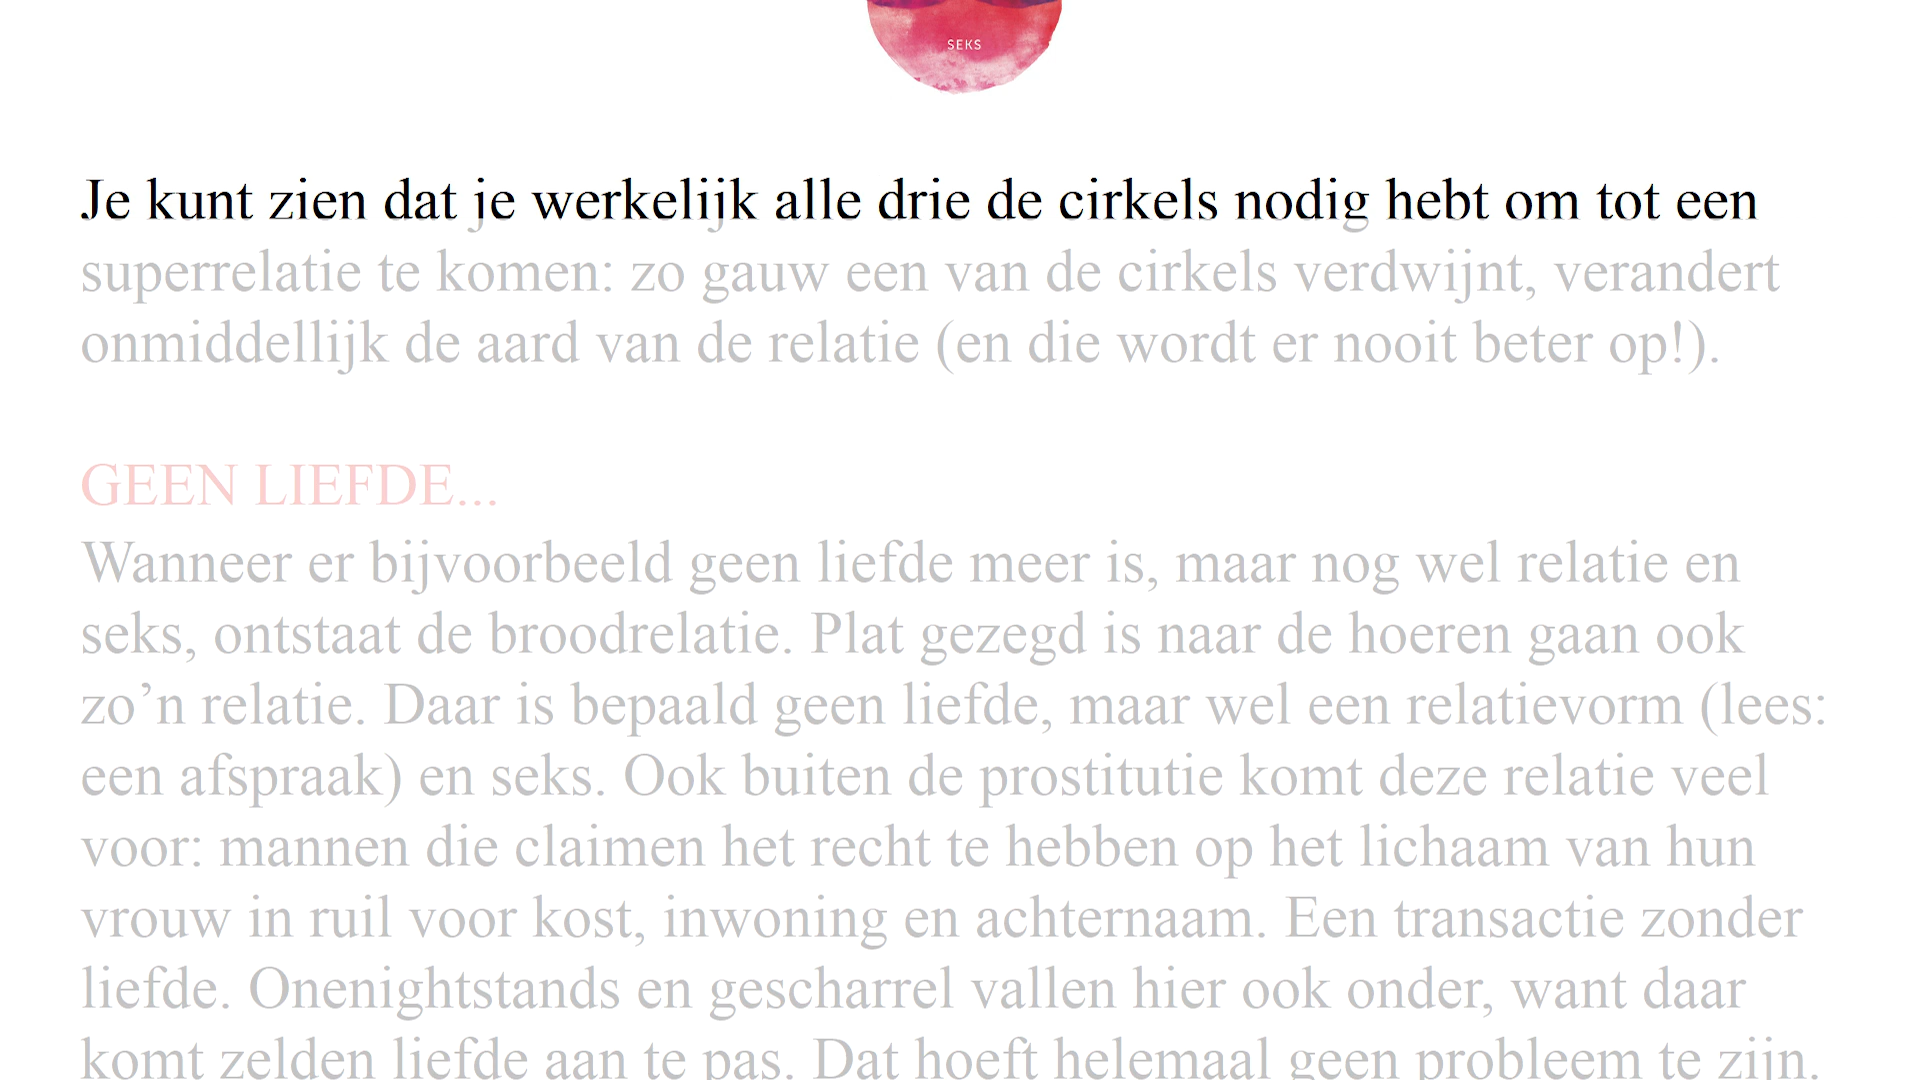 SEKS
Je kunt zien dat je werkelijk alle drie de cirkels nodig hebt om tot een
superrelatie te komen: zo gauw een van de cirkels verdwijnt, verandert
onmiddellijk de aard van de relatie (en die wordt er nooit beter op!).
GEEN LIEFDE...
Wanneer er bijvoorbeeld geen liefde meer is, maar nog wel relatie en
seks, ontstaat de broodrelatie. Plat gezegd is naar de hoeren gaan ook
zo’n relatie. Daar is bepaald geen liefde, maar wel een relatievorm (lees:
een afspraak) en seks. Ook buiten de prostitutie komt deze relatie veel
voor: mannen die claimen het recht te hebben op het lichaam van hun
vrouw in ruil voor kost, inwoning en achternaam. Een transactie zonder
liefde. Onenightstands en gescharrel vallen hier ook onder, want daar
komt zelden liefde aan te pas. Dat hoeft helemaal geen probleem te zijn.